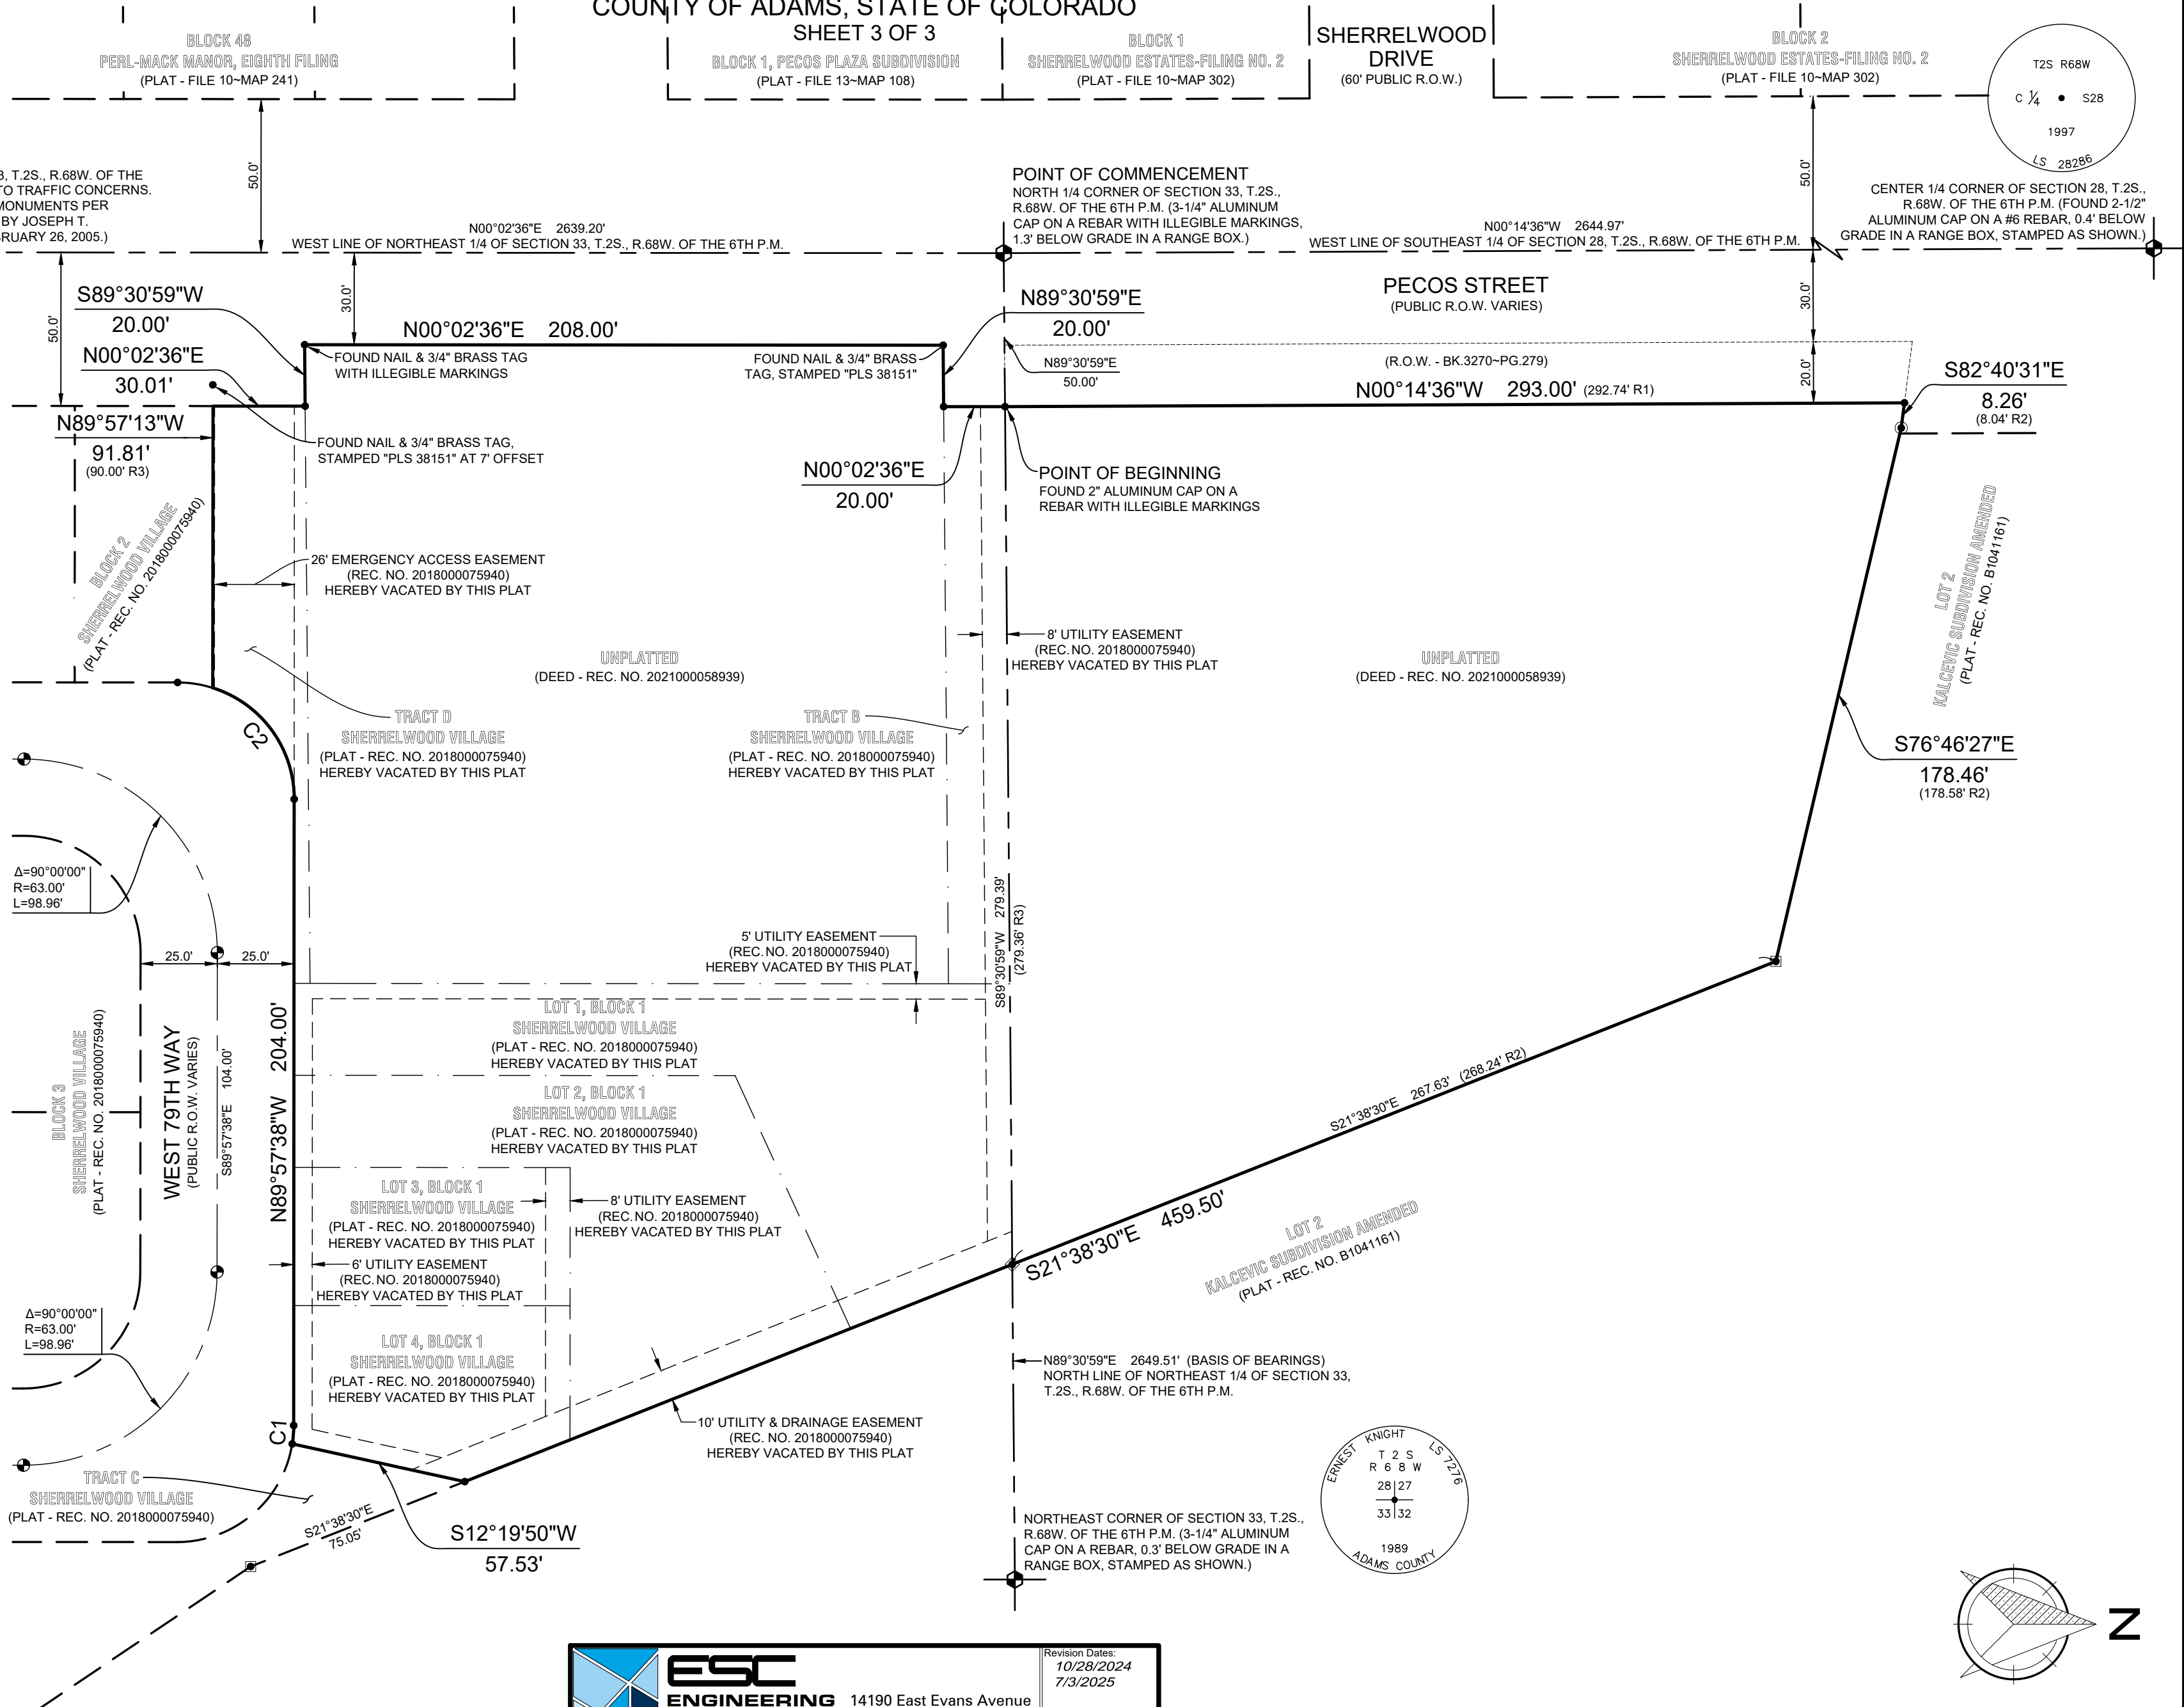 COUNTY OF ADAMS, STATE OF COLORADO
SHEET 3 OF 3
BLOCK 48
PERL-MACK MANOR, EIGHTH FILING
(PLAT - FILE 10~MAP 241)
BLOCK 1, PECOS PLAZA SUBDIVISION
(PLAT - FILE 13~MAP 108)
BLOCK 1
SHERRELWOOD ESTATES-FILING NO. 2
(PLAT - FILE 10~MAP 302)
SHERRELWOOD
DRIVE
(60' PUBLIC R.O.W.)
BLOCK 2
SHERRELWOOD ESTATES-FILING NO. 2
(PLAT - FILE 10~MAP 302)
T2S R68W
C 1/4 S28
1997
LS 28286
50.0'
50.0'
3, T.2S., R.68W. OF THE
TO TRAFFIC CONCERNS.
MONUMENTS PER
BY JOSEPH T.
RUARY 26, 2005.)
POINT OF COMMENCEMENT
NORTH 1/4 CORNER OF SECTION 33, T.2S.,
R.68W. OF THE 6TH P.M. (3-1/4" ALUMINUM
CAP ON A REBAR WITH ILLEGIBLE MARKINGS,
1.3' BELOW GRADE IN A RANGE BOX.)
CENTER 1/4 CORNER OF SECTION 28, T.2S.,
R.68W. OF THE 6TH P.M. (FOUND 2-1/2"
ALUMINUM CAP ON A #6 REBAR, 0.4' BELOW
GRADE IN A RANGE BOX, STAMPED AS SHOWN.)
N00°02'36"E 2639.20'
WEST LINE OF NORTHEAST 1/4 OF SECTION 33, T.2S., R.68W. OF THE 6TH P.M.
N00°14'36"W 2644.97'
WEST LINE OF SOUTHEAST 1/4 OF SECTION 28, T.2S., R.68W. OF THE 6TH P.M.
PECOS STREET
(PUBLIC R.O.W. VARIES)
50.0'
30.0'
30.0'
20.0'
S89°30'59"W
20.00'
N00°02'36"E
30.01'
N00°02'36"E 208.00'
N89°30'59"E
20.00'
FOUND NAIL & 3/4" BRASS TAG
WITH ILLEGIBLE MARKINGS
FOUND NAIL & 3/4" BRASS
TAG, STAMPED "PLS 38151"
N89°30'59"E
50.00'
(R.O.W. - BK.3270~PG.279)
N00°14'36"W 293.00' (292.74' R1)
S82°40'31"E
8.26'
(8.04' R2)
N89°57'13"W
91.81'
(90.00' R3)
FOUND NAIL & 3/4" BRASS TAG,
STAMPED "PLS 38151" AT 7' OFFSET
N00°02'36"E
20.00'
POINT OF BEGINNING
FOUND 2" ALUMINUM CAP ON A
REBAR WITH ILLEGIBLE MARKINGS
BLOCK 2
SHERRELWOOD VILLAGE
(PLAT - REC. NO. 2018000075940)
26' EMERGENCY ACCESS EASEMENT
(REC. NO. 2018000075940)
HEREBY VACATED BY THIS PLAT
8' UTILITY EASEMENT
(REC. NO. 2018000075940)
HEREBY VACATED BY THIS PLAT
LOT 2
KALCEVIC SUBDIVISION AMENDED
(PLAT - REC. NO. B1041161)
UNPLATTED
(DEED - REC. NO. 2021000058939)
UNPLATTED
(DEED - REC. NO. 2021000058939)
TRACT D
SHERRELWOOD VILLAGE
(PLAT - REC. NO. 2018000075940)
HEREBY VACATED BY THIS PLAT
TRACT B
SHERRELWOOD VILLAGE
(PLAT - REC. NO. 2018000075940)
HEREBY VACATED BY THIS PLAT
C2
S76°46'27"E
178.46'
(178.58' R2)
Δ=90°00'00"
R=63.00'
L=98.96'
25.0'
25.0'
5' UTILITY EASEMENT
(REC. NO. 2018000075940)
HEREBY VACATED BY THIS PLAT
S89°30'59"W 279.39'
(279.36' R3)
BLOCK 3
SHERRELWOOD VILLAGE
(PLAT - REC. NO. 2018000075940)
WEST 79TH WAY
(PUBLIC R.O.W. VARIES)
S89°57'38"E 104.00'
N89°57'38"W 204.00'
LOT 1, BLOCK 1
SHERRELWOOD VILLAGE
(PLAT - REC. NO. 2018000075940)
HEREBY VACATED BY THIS PLAT
LOT 2, BLOCK 1
SHERRELWOOD VILLAGE
(PLAT - REC. NO. 2018000075940)
HEREBY VACATED BY THIS PLAT
LOT 3, BLOCK 1
SHERRELWOOD VILLAGE
(PLAT - REC. NO. 2018000075940)
HEREBY VACATED BY THIS PLAT
8' UTILITY EASEMENT
(REC. NO. 2018000075940)
HEREBY VACATED BY THIS PLAT
6' UTILITY EASEMENT
(REC. NO. 2018000075940)
HEREBY VACATED BY THIS PLAT
LOT 4, BLOCK 1
SHERRELWOOD VILLAGE
(PLAT - REC. NO. 2018000075940)
HEREBY VACATED BY THIS PLAT
S21°38'30"E 267.63' (268.24' R2)
S21°38'30"E 459.50'
LOT 2
KALCEVIC SUBDIVISION AMENDED
(PLAT - REC. NO. B1041161)
Δ=90°00'00"
R=63.00'
L=98.96'
N89°30'59"E 2649.51' (BASIS OF BEARINGS)
NORTH LINE OF NORTHEAST 1/4 OF SECTION 33,
T.2S., R.68W. OF THE 6TH P.M.
10' UTILITY & DRAINAGE EASEMENT
(REC. NO. 2018000075940)
HEREBY VACATED BY THIS PLAT
C1
TRACT C
SHERRELWOOD VILLAGE
(PLAT - REC. NO. 2018000075940)
S21°38'30"E
75.05'
S12°19'50"W
57.53'
ERNEST KNIGHT LS 7276
T 2 S
R 6 8 W
28 27
33 32
1989
ADAMS COUNTY
NORTHEAST CORNER OF SECTION 33, T.2S.,
R.68W. OF THE 6TH P.M. (3-1/4" ALUMINUM
CAP ON A REBAR, 0.3' BELOW GRADE IN A
RANGE BOX, STAMPED AS SHOWN.)
N
ESC
ENGINEERING
14190 East Evans Avenue
Revision Dates:
10/28/2024
7/3/2025